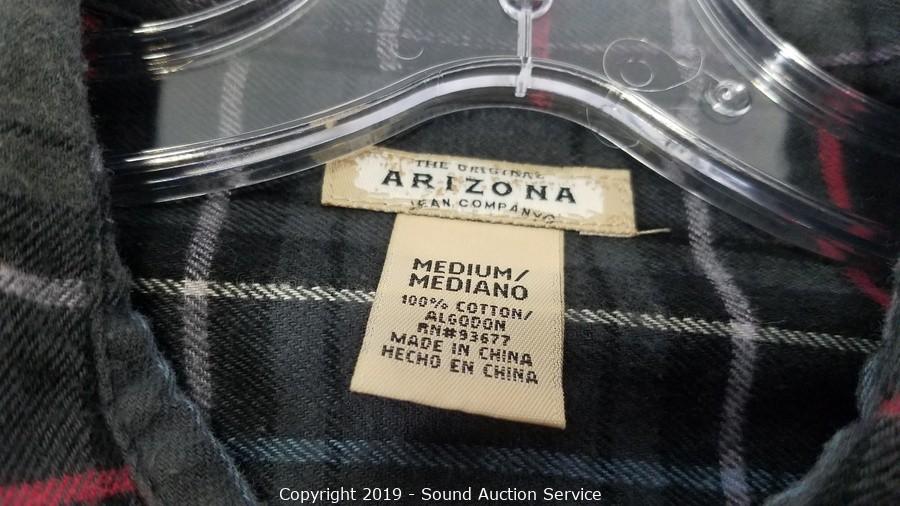 THE ORIGINAL
ARIZONA
JEAN COMPANY
MEDIUM/
MEDIANO
100% COTTON/
ALGODON
RN#93677
MADE IN CHINA
HECHO EN CHINA
Copyright 2019 - Sound Auction Service